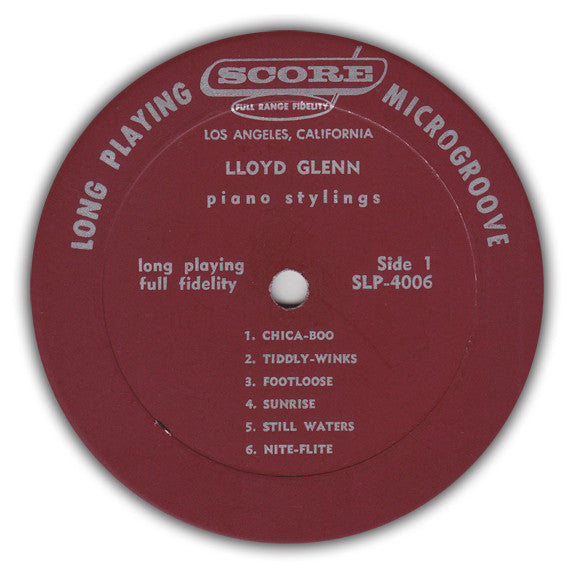 LONG PLAYING
MICROGROOVE
SCORE
FULL RANGE FIDELITY
LOS ANGELES, CALIFORNIA
LLOYD GLENN
piano stylings
long playing
full fidelity
Side 1
SLP-4006
1. CHICA-BOO
2. TIDDLY-WINKS
3. FOOTLOOSE
4. SUNRISE
5. STILL WATERS
6. NITE-FLITE